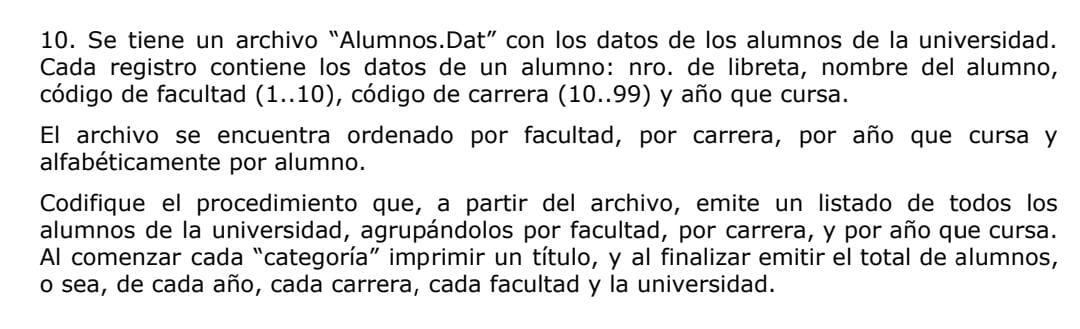 10. Se tiene un archivo “Alumnos.Dat” con los datos de los alumnos de la universidad.
Cada registro contiene los datos de un alumno: nro. de libreta, nombre del alumno,
código de facultad (1..10), código de carrera (10..99) y año que cursa.
El archivo se encuentra ordenado por facultad, por carrera, por año que cursa y
alfabéticamente por alumno.
Codifique el procedimiento que, a partir del archivo, emite un listado de todos los
alumnos de la universidad, agrupándolos por facultad, por carrera, y por año que cursa.
Al comenzar cada “categoría” imprimir un título, y al finalizar emitir el total de alumnos,
o sea, de cada año, cada carrera, cada facultad y la universidad.